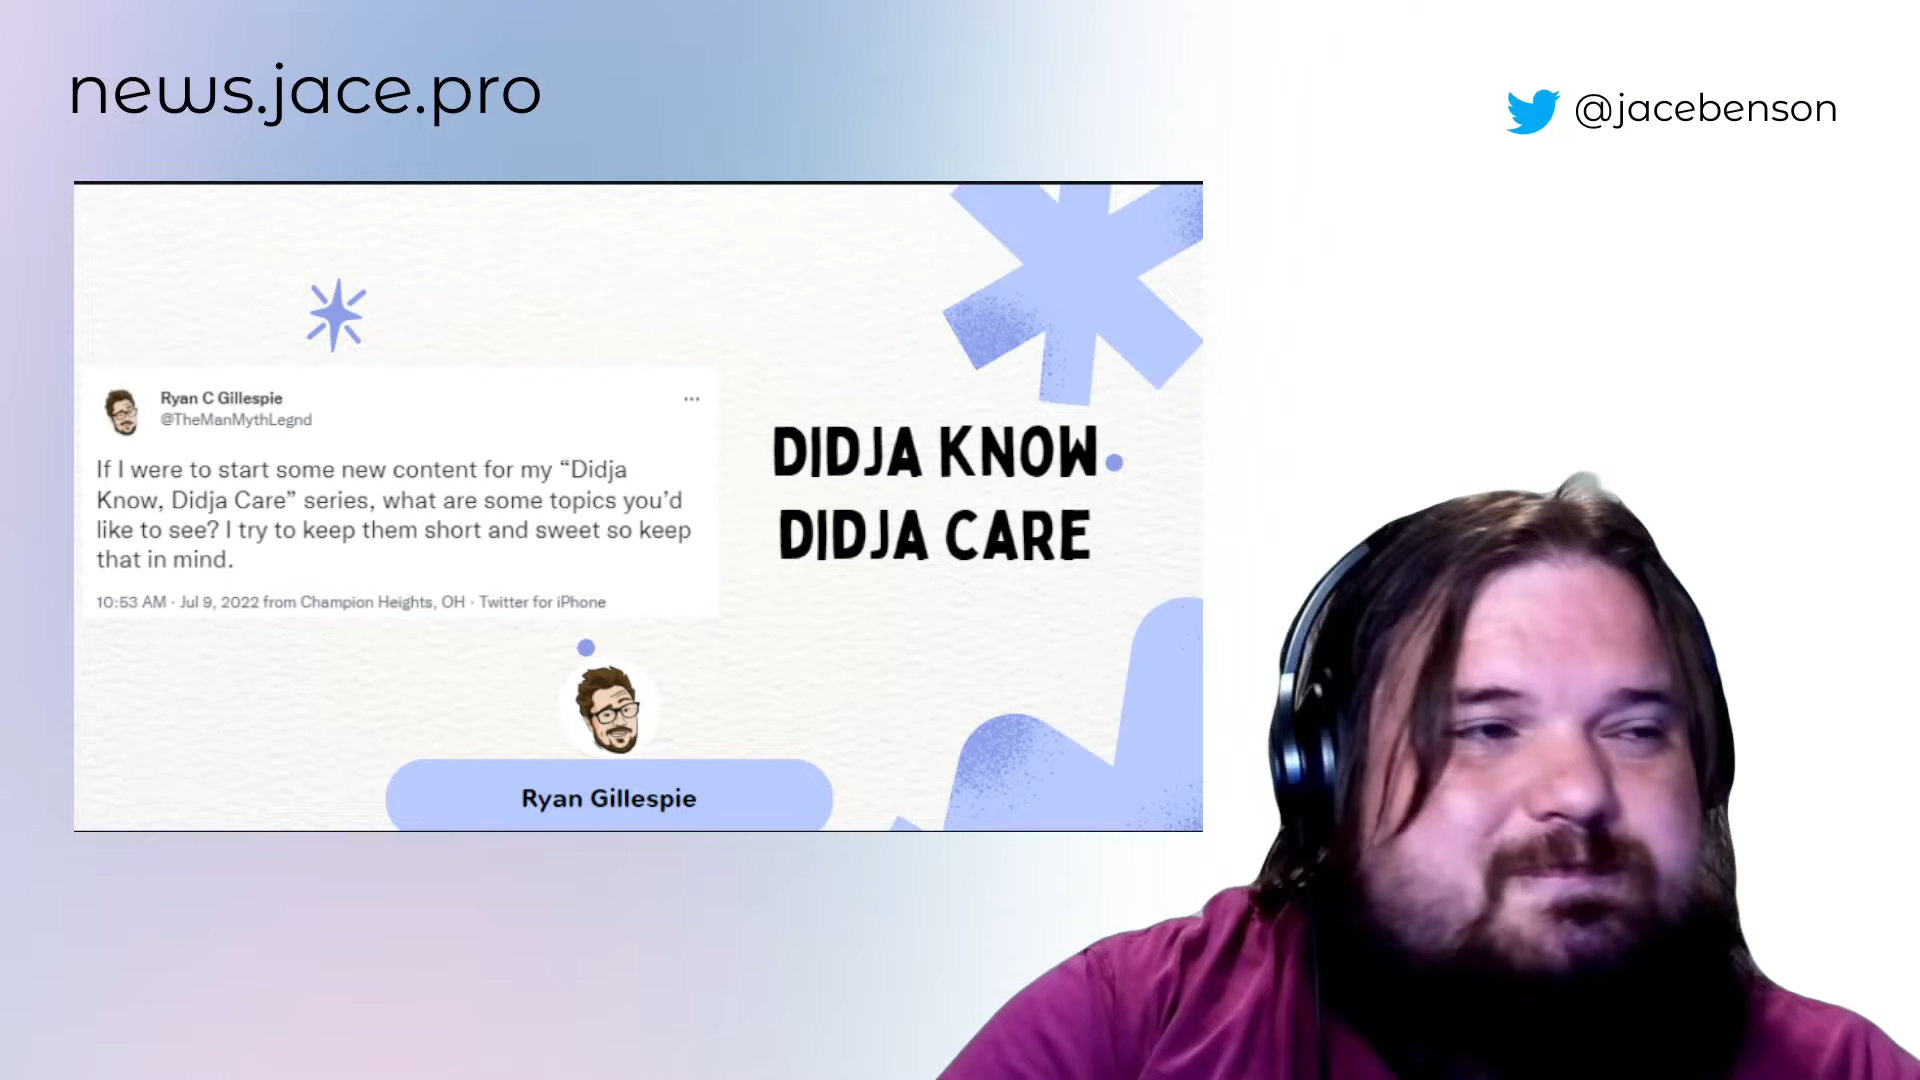 news.jace.pro
@jacebenson
Ryan C Gillespie
@TheManMythLegnd
If I were to start some new content for my “Didja
Know, Didja Care” series, what are some topics you’d
like to see? I try to keep them short and sweet so keep
that in mind.
10:53 AM · Jul 9, 2022 from Champion Heights, OH · Twitter for iPhone
DIDJA KNOW
DIDJA CARE
Ryan Gillespie